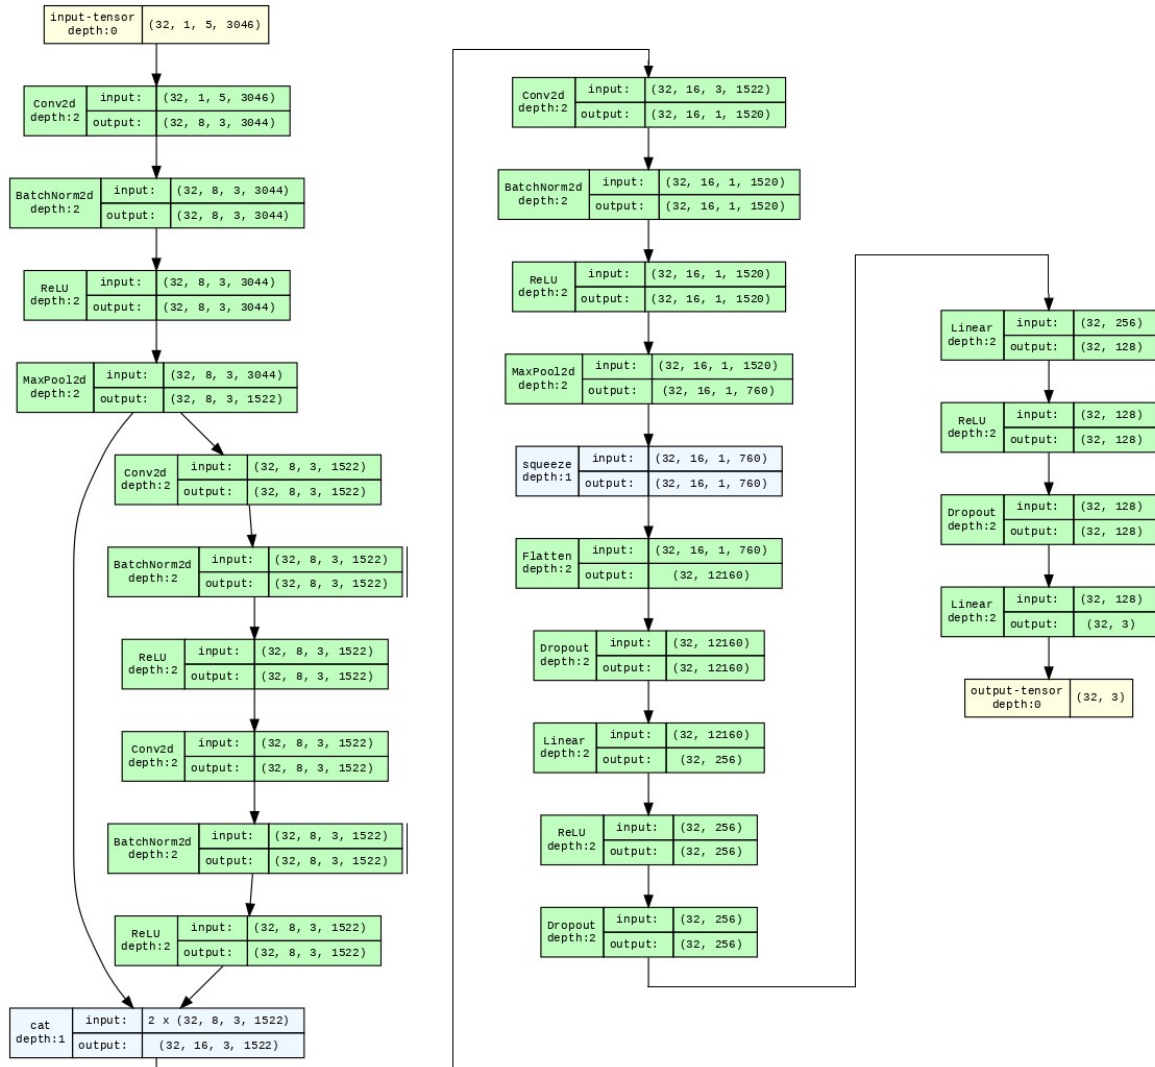 input-tensor
depth:0
(32, 1, 5, 3046)
Conv2d
depth:2
input: (32, 1, 5, 3046)
output: (32, 8, 3, 3044)
BatchNorm2d
depth:2
input: (32, 8, 3, 3044)
output: (32, 8, 3, 3044)
ReLU
depth:2
input: (32, 8, 3, 3044)
output: (32, 8, 3, 3044)
MaxPool2d
depth:2
input: (32, 8, 3, 3044)
output: (32, 8, 3, 1522)
Conv2d
depth:2
input: (32, 8, 3, 1522)
output: (32, 8, 3, 1522)
BatchNorm2d
depth:2
input: (32, 8, 3, 1522)
output: (32, 8, 3, 1522)
ReLU
depth:2
input: (32, 8, 3, 1522)
output: (32, 8, 3, 1522)
Conv2d
depth:2
input: (32, 8, 3, 1522)
output: (32, 8, 3, 1522)
BatchNorm2d
depth:2
input: (32, 8, 3, 1522)
output: (32, 8, 3, 1522)
ReLU
depth:2
input: (32, 8, 3, 1522)
output: (32, 8, 3, 1522)
cat
depth:1
input: 2 x (32, 8, 3, 1522)
output: (32, 16, 3, 1522)
Conv2d
depth:2
input: (32, 16, 3, 1522)
output: (32, 16, 1, 1520)
BatchNorm2d
depth:2
input: (32, 16, 1, 1520)
output: (32, 16, 1, 1520)
ReLU
depth:2
input: (32, 16, 1, 1520)
output: (32, 16, 1, 1520)
MaxPool2d
depth:2
input: (32, 16, 1, 1520)
output: (32, 16, 1, 760)
squeeze
depth:1
input: (32, 16, 1, 760)
output: (32, 16, 1, 760)
Flatten
depth:2
input: (32, 16, 1, 760)
output: (32, 12160)
Dropout
depth:2
input: (32, 12160)
output: (32, 12160)
Linear
depth:2
input: (32, 12160)
output: (32, 256)
ReLU
depth:2
input: (32, 256)
output: (32, 256)
Dropout
depth:2
input: (32, 256)
output: (32, 256)
Linear
depth:2
input: (32, 256)
output: (32, 128)
ReLU
depth:2
input: (32, 128)
output: (32, 128)
Dropout
depth:2
input: (32, 128)
output: (32, 128)
Linear
depth:2
input: (32, 128)
output: (32, 3)
output-tensor
depth:0
(32, 3)